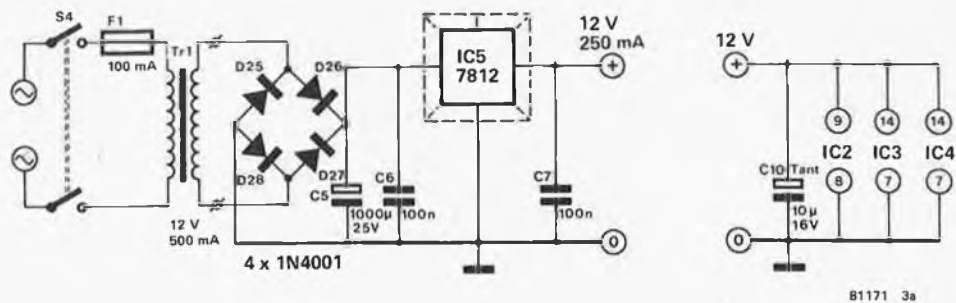 S4
F1
100 mA
Tr1
12 V
500 mA
D25
D26
D28
D27
4 x 1N4001
C5
1000µ
25V
C6
100n
IC5
7812
C7
100n
12 V
250 mA
+
0
12 V
+
C10 Tant
10 µ
16V
0
9
IC2
8
14
IC3
7
14
IC4
7
81171 3a